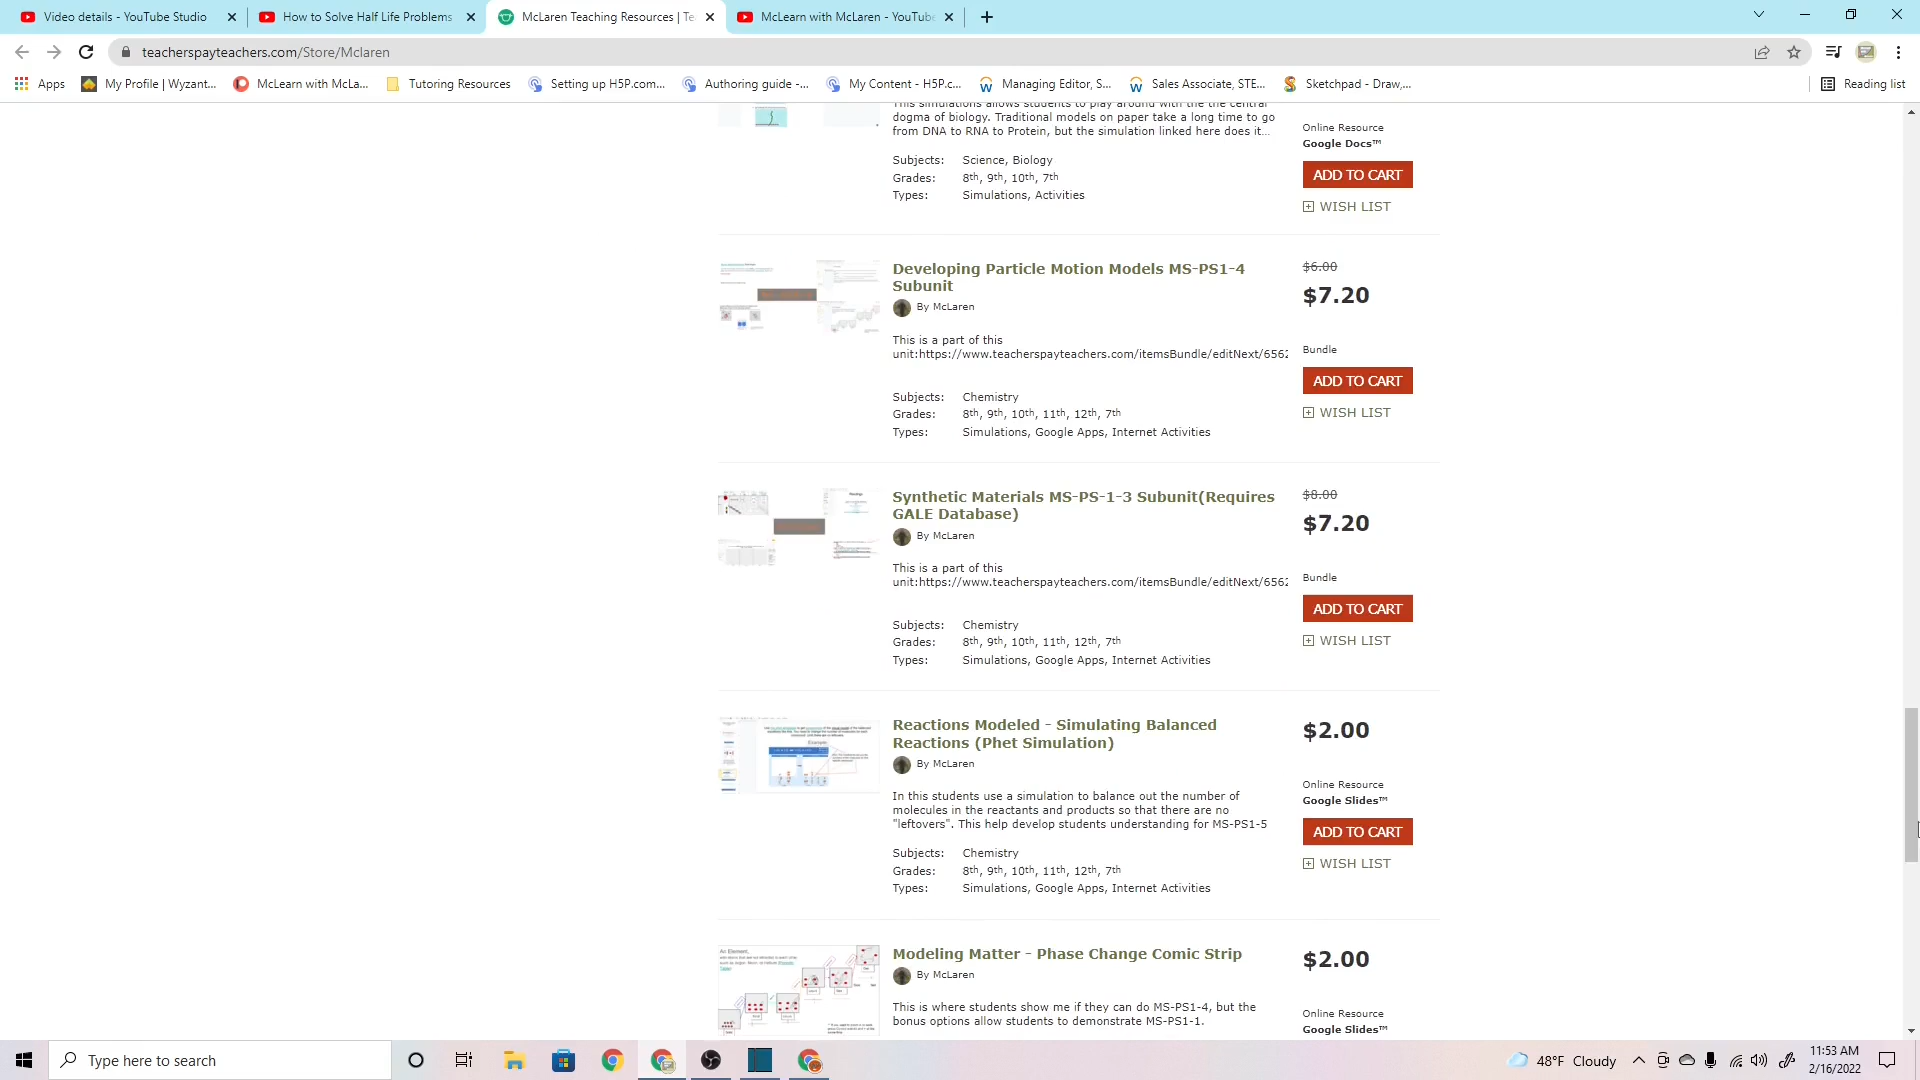 Video details - YouTube Studio
How to Solve Half Life Problems
McLaren Teaching Resources | Te
McLearn with McLaren - YouTube
teacherspayteachers.com/Store/Mclaren
Apps
My Profile | Wyzant...
McLearn with McLa...
Tutoring Resources
Setting up H5P.com...
Authoring guide -...
My Content - H5P.c...
Managing Editor, S...
Sales Associate, STE...
Sketchpad - Draw,...
Reading list
This simulations allows students to play around with the the central
dogma of biology. Traditional models on paper take a long time to go
from DNA to RNA to Protein, but the simulation linked here does it...
Subjects: Science, Biology
Grades: 8th, 9th, 10th, 7th
Types: Simulations, Activities
Online Resource
Google Docs™
ADD TO CART
WISH LIST
Developing Particle Motion Models MS-PS1-4
Subunit
By McLaren
This is a part of this
unit:https://www.teacherspayteachers.com/itemsBundle/editNext/6562
Subjects: Chemistry
Grades: 8th, 9th, 10th, 11th, 12th, 7th
Types: Simulations, Google Apps, Internet Activities
$6.00
$7.20
Bundle
ADD TO CART
WISH LIST
Synthetic Materials MS-PS-1-3 Subunit(Requires
GALE Database)
By McLaren
This is a part of this
unit:https://www.teacherspayteachers.com/itemsBundle/editNext/6562
Subjects: Chemistry
Grades: 8th, 9th, 10th, 11th, 12th, 7th
Types: Simulations, Google Apps, Internet Activities
$8.00
$7.20
Bundle
ADD TO CART
WISH LIST
Example:
Reactions Modeled - Simulating Balanced
Reactions (Phet Simulation)
By McLaren
In this students use a simulation to balance out the number of
molecules in the reactants and products so that there are no
"leftovers". This help develop students understanding for MS-PS1-5
Subjects: Chemistry
Grades: 8th, 9th, 10th, 11th, 12th, 7th
Types: Simulations, Google Apps, Internet Activities
$2.00
Online Resource
Google Slides™
ADD TO CART
WISH LIST
An Element,
Modeling Matter - Phase Change Comic Strip
By McLaren
This is where students show me if they can do MS-PS1-4, but the
bonus options allow students to demonstrate MS-PS1-1.
$2.00
Online Resource
Google Slides™
Type here to search
48°F Cloudy
11:53 AM
2/16/2022